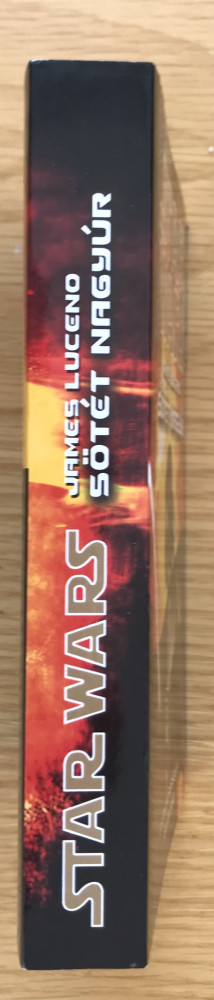 STAR WARS
JAMES LUCENO
SÖTÉT NAGYÚR